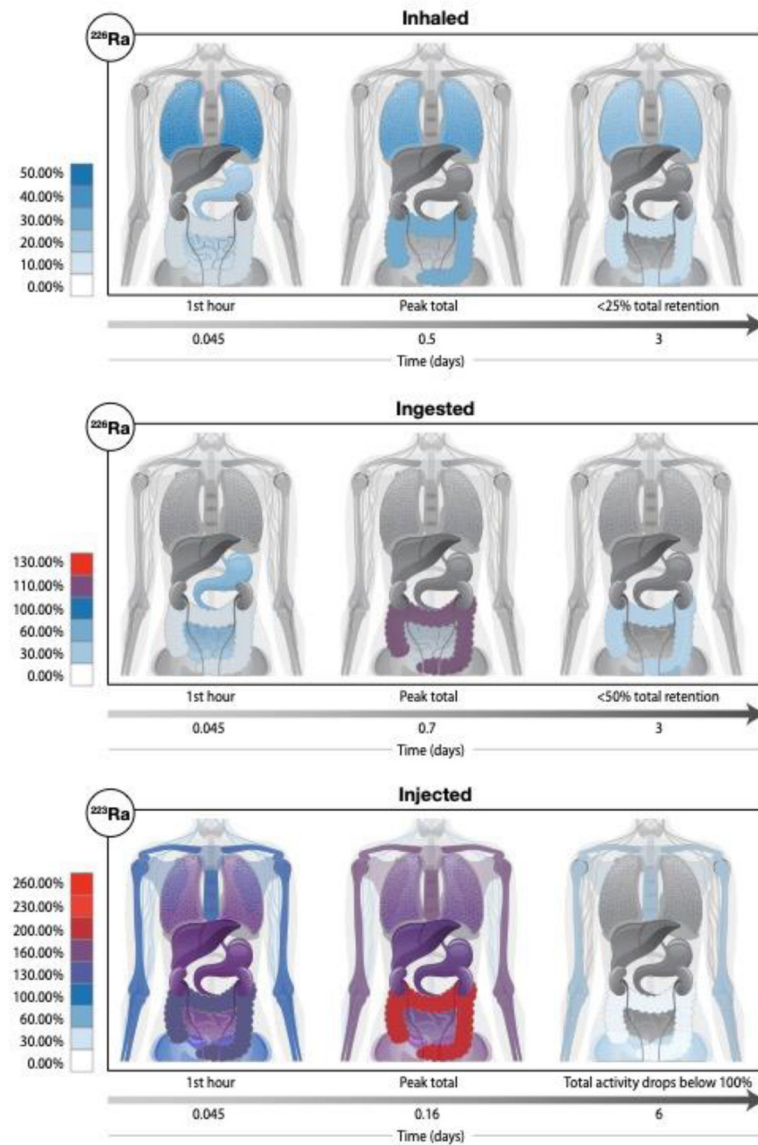 Inhaled
²²⁶Ra
50.00%
40.00%
30.00%
20.00%
10.00%
0.00%
1st hour Peak total <25% total retention
0.045 0.5 3
Time (days)
Ingested
²²⁶Ra
130.00%
110.00%
100.00%
60.00%
30.00%
0.00%
1st hour Peak total <50% total retention
0.045 0.7 3
Time (days)
Injected
²²³Ra
260.00%
230.00%
200.00%
160.00%
130.00%
100.00%
60.00%
30.00%
0.00%
1st hour Peak total Total activity drops below 100%
0.045 0.16 6
Time (days)